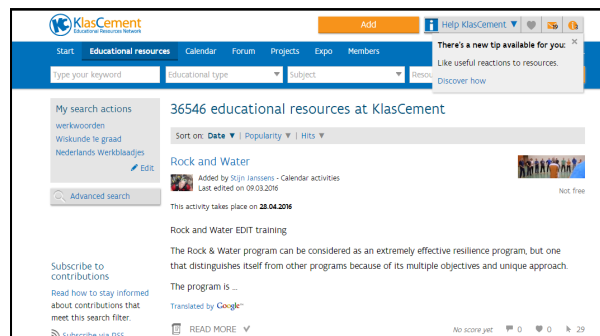 KC KlasCement
Educational Resources Network
Add
Help KlasCement ▼
Start Educational resources Calendar Forum Projects Expo Members
There's a new tip available for you: ×
Like useful reactions to resources.
Discover how
Type your keyword
Educational type ▼
Subject ▼
My search actions
werkwoorden
Wiskunde 1e graad
Nederlands Werkblaadjes
Edit
Advanced search
Subscribe to
contributions
Read how to stay informed
about contributions that
meet this search filter.
Subscribe via RSS
36546 educational resources at KlasCement
Sort on: Date ▼ | Popularity ▼ | Hits ▼
Rock and Water
Added by Stijn Janssens - Calendar activities
Last edited on 09.03.2016
Not free
This activity takes place on 28.04.2016
Rock and Water EDIT training
The Rock & Water program can be considered as an extremely effective resilience program, but one
that distinguishes itself from other programs because of its multiple objectives and unique approach.
The program is ...
Translated by Google™
READ MORE
No score yet 0 0 29